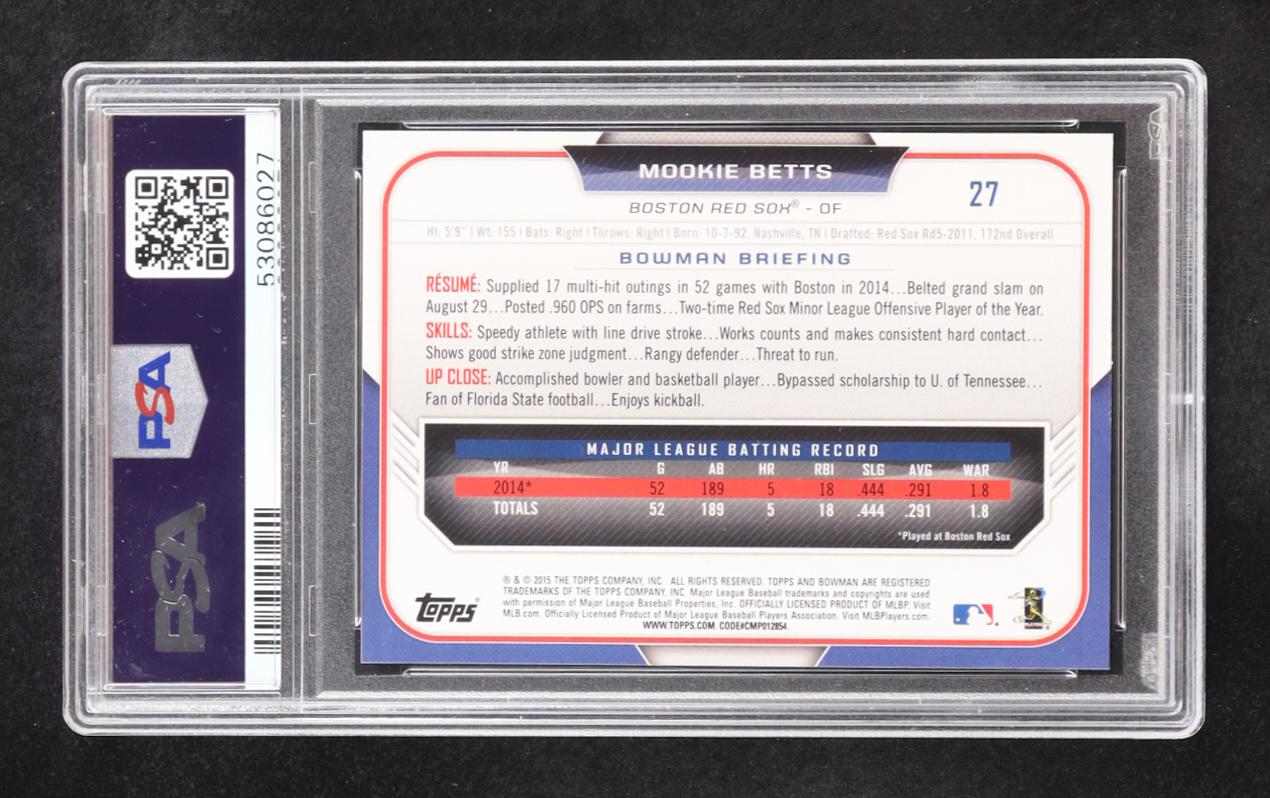 53086027
PSA
PSA
PSA
MOOKIE BETTS
27
BOSTON RED SOX® - OF
Ht: 5'9" | Wt: 155 | Bats: Right | Throws: Right | Born: 10-7-92, Nashville, TN | Drafted: Red Sox Rd5-2011, 172nd Overall
BOWMAN BRIEFING
RÉSUMÉ: Supplied 17 multi-hit outings in 52 games with Boston in 2014...Belted grand slam on
August 29...Posted .960 OPS on farms...Two-time Red Sox Minor League Offensive Player of the Year.
SKILLS: Speedy athlete with line drive stroke...Works counts and makes consistent hard contact...
Shows good strike zone judgment...Rangy defender...Threat to run.
UP CLOSE: Accomplished bowler and basketball player...Bypassed scholarship to U. of Tennessee...
Fan of Florida State football...Enjoys kickball.
MAJOR LEAGUE BATTING RECORD
YR G AB HR RBI SLG AVG WAR
2014* 52 189 5 18 .444 .291 1.8
TOTALS 52 189 5 18 .444 .291 1.8
*Played at Boston Red Sox
® & © 2015 THE TOPPS COMPANY, INC. ALL RIGHTS RESERVED. TOPPS AND BOWMAN ARE REGISTERED
TRADEMARKS OF THE TOPPS COMPANY, INC. Major League Baseball trademarks and copyrights are used
with permission of Major League Baseball Properties, Inc. OFFICIALLY LICENSED PRODUCT OF MLBP. Visit
MLB.com. Officially Licensed Product of Major League Baseball Players Association. Visit MLBPlayers.com.
WWW.TOPPS.COM. CODE#CMP012854
topps®